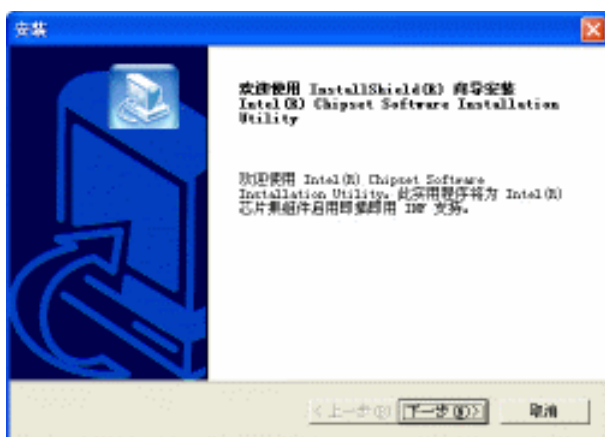 安装
欢迎使用 InstallShield(R) 向导安装
Intel(R) Chipset Software Installation
Utility
欢迎使用 Intel(R) Chipset Software
Installation Utility。此实用程序将为 Intel(R)
芯片集组件启用即插即用 INF 支持。
<上一步(B) 下一步(N)> 取消